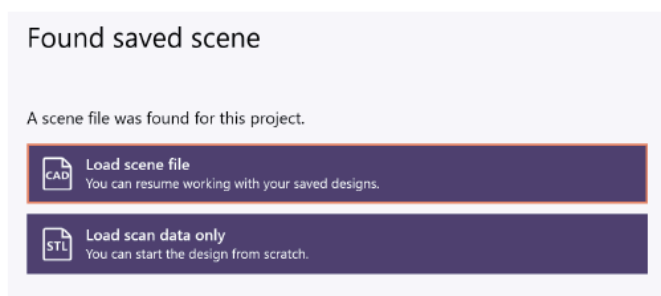 Found saved scene
A scene file was found for this project.
CAD
Load scene file
You can resume working with your saved designs.
STL
Load scan data only
You can start the design from scratch.